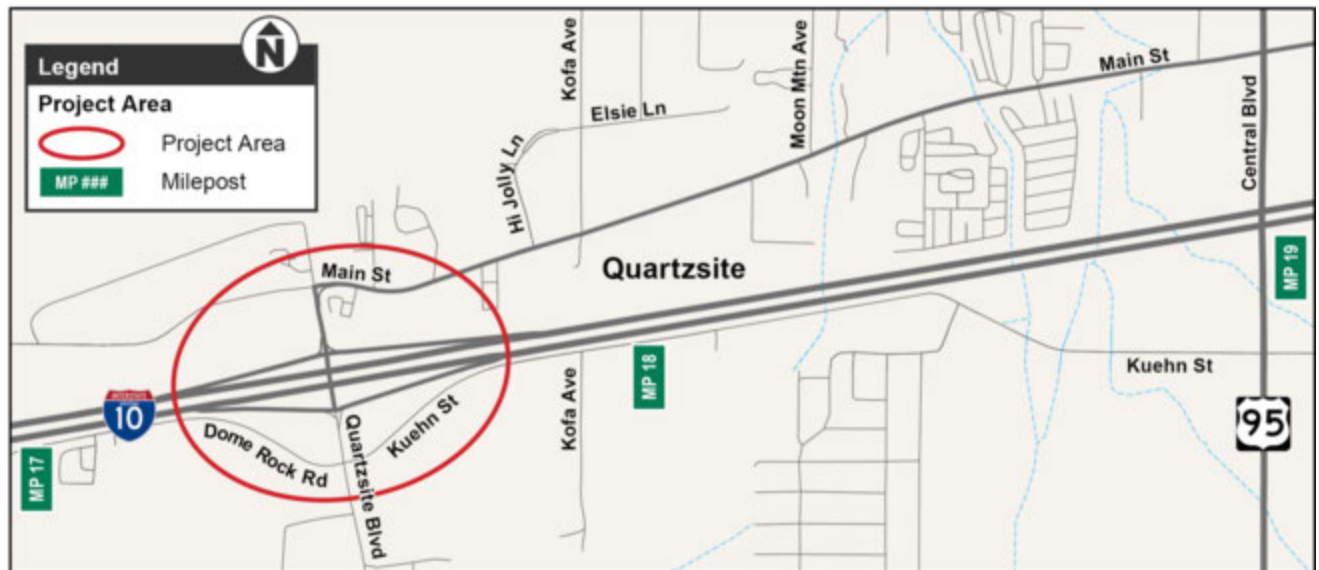 N
Legend
Project Area
Project Area
MP ###
Milepost
Kofa Ave
Elsie Ln
Hi Jolly Ln
Moon Mtn Ave
Main St
Central Blvd
Main St
Quartzsite
MP 19
MP 18
Kuehn St
INTERSTATE
10
Dome Rock Rd
Quartzsite Blvd
Kuehn St
Kofa Ave
95
MP 17